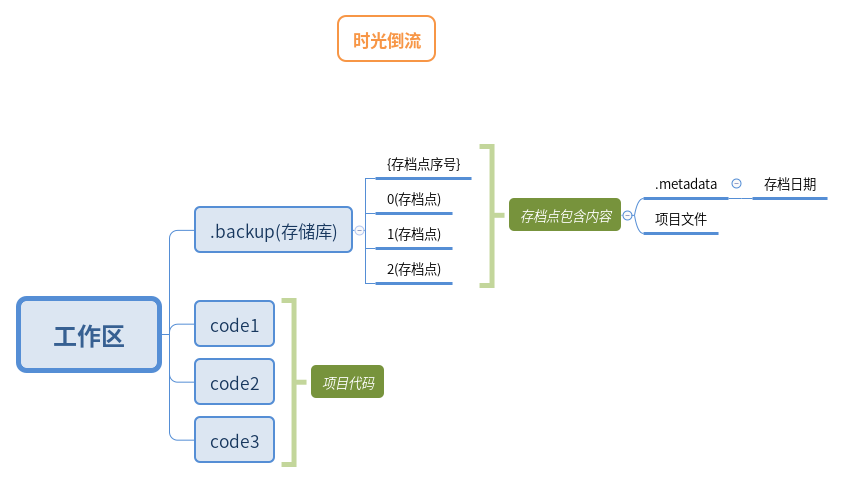 时光倒流
工作区
.backup(存储库)
{存档点序号}
0(存档点)
1(存档点)
2(存档点)
存档点包含内容
.metadata
存档日期
项目文件
code1
code2
code3
项目代码